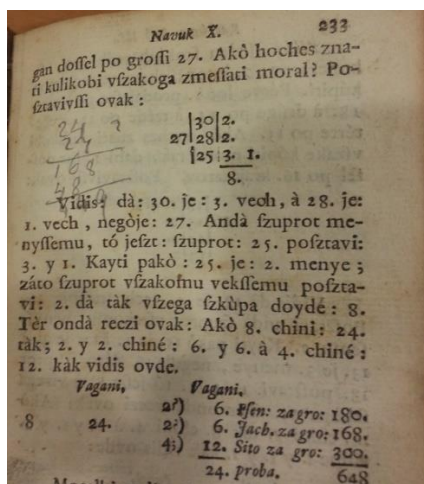 Navuk X. 233
gan dosſel po groſſi 27. Akò hoches zna-
ti kulikobi vſzakoga zmeſſati moral? Po-
ſztavivſſi ovak:
|30|2.
27|28|2.
|25|3. 1.
8.
24 ?
24
168
48
Vidis: dà: 30. je: 3. vech, à 28. je:
1. vech, negòje: 27. Andà ſzuprot me-
nyſſemu, tó jeſzt: ſzuprot: 25. poſztavi:
3. y 1. Kayti pakò: 25. je: 2. menye;
záto ſzuprot vſzakomu vekſſemu poſzta-
vi: 2. dà tàk vſzega ſzkùpa doydé: 8.
Tèr ondà reczi ovak: Akò 8. chini: 24.
tàk; 2. y 2. chiné: 6. y 6. à 4. chiné:
12. kàk vidis ovde.
Vagani, Vagani,
2?) 6. Pſen: za gro: 180.
8 24. 2?) 6. Jach. za gro: 168.
4?) 12. Sito za gro: 300.
24. proba. 648